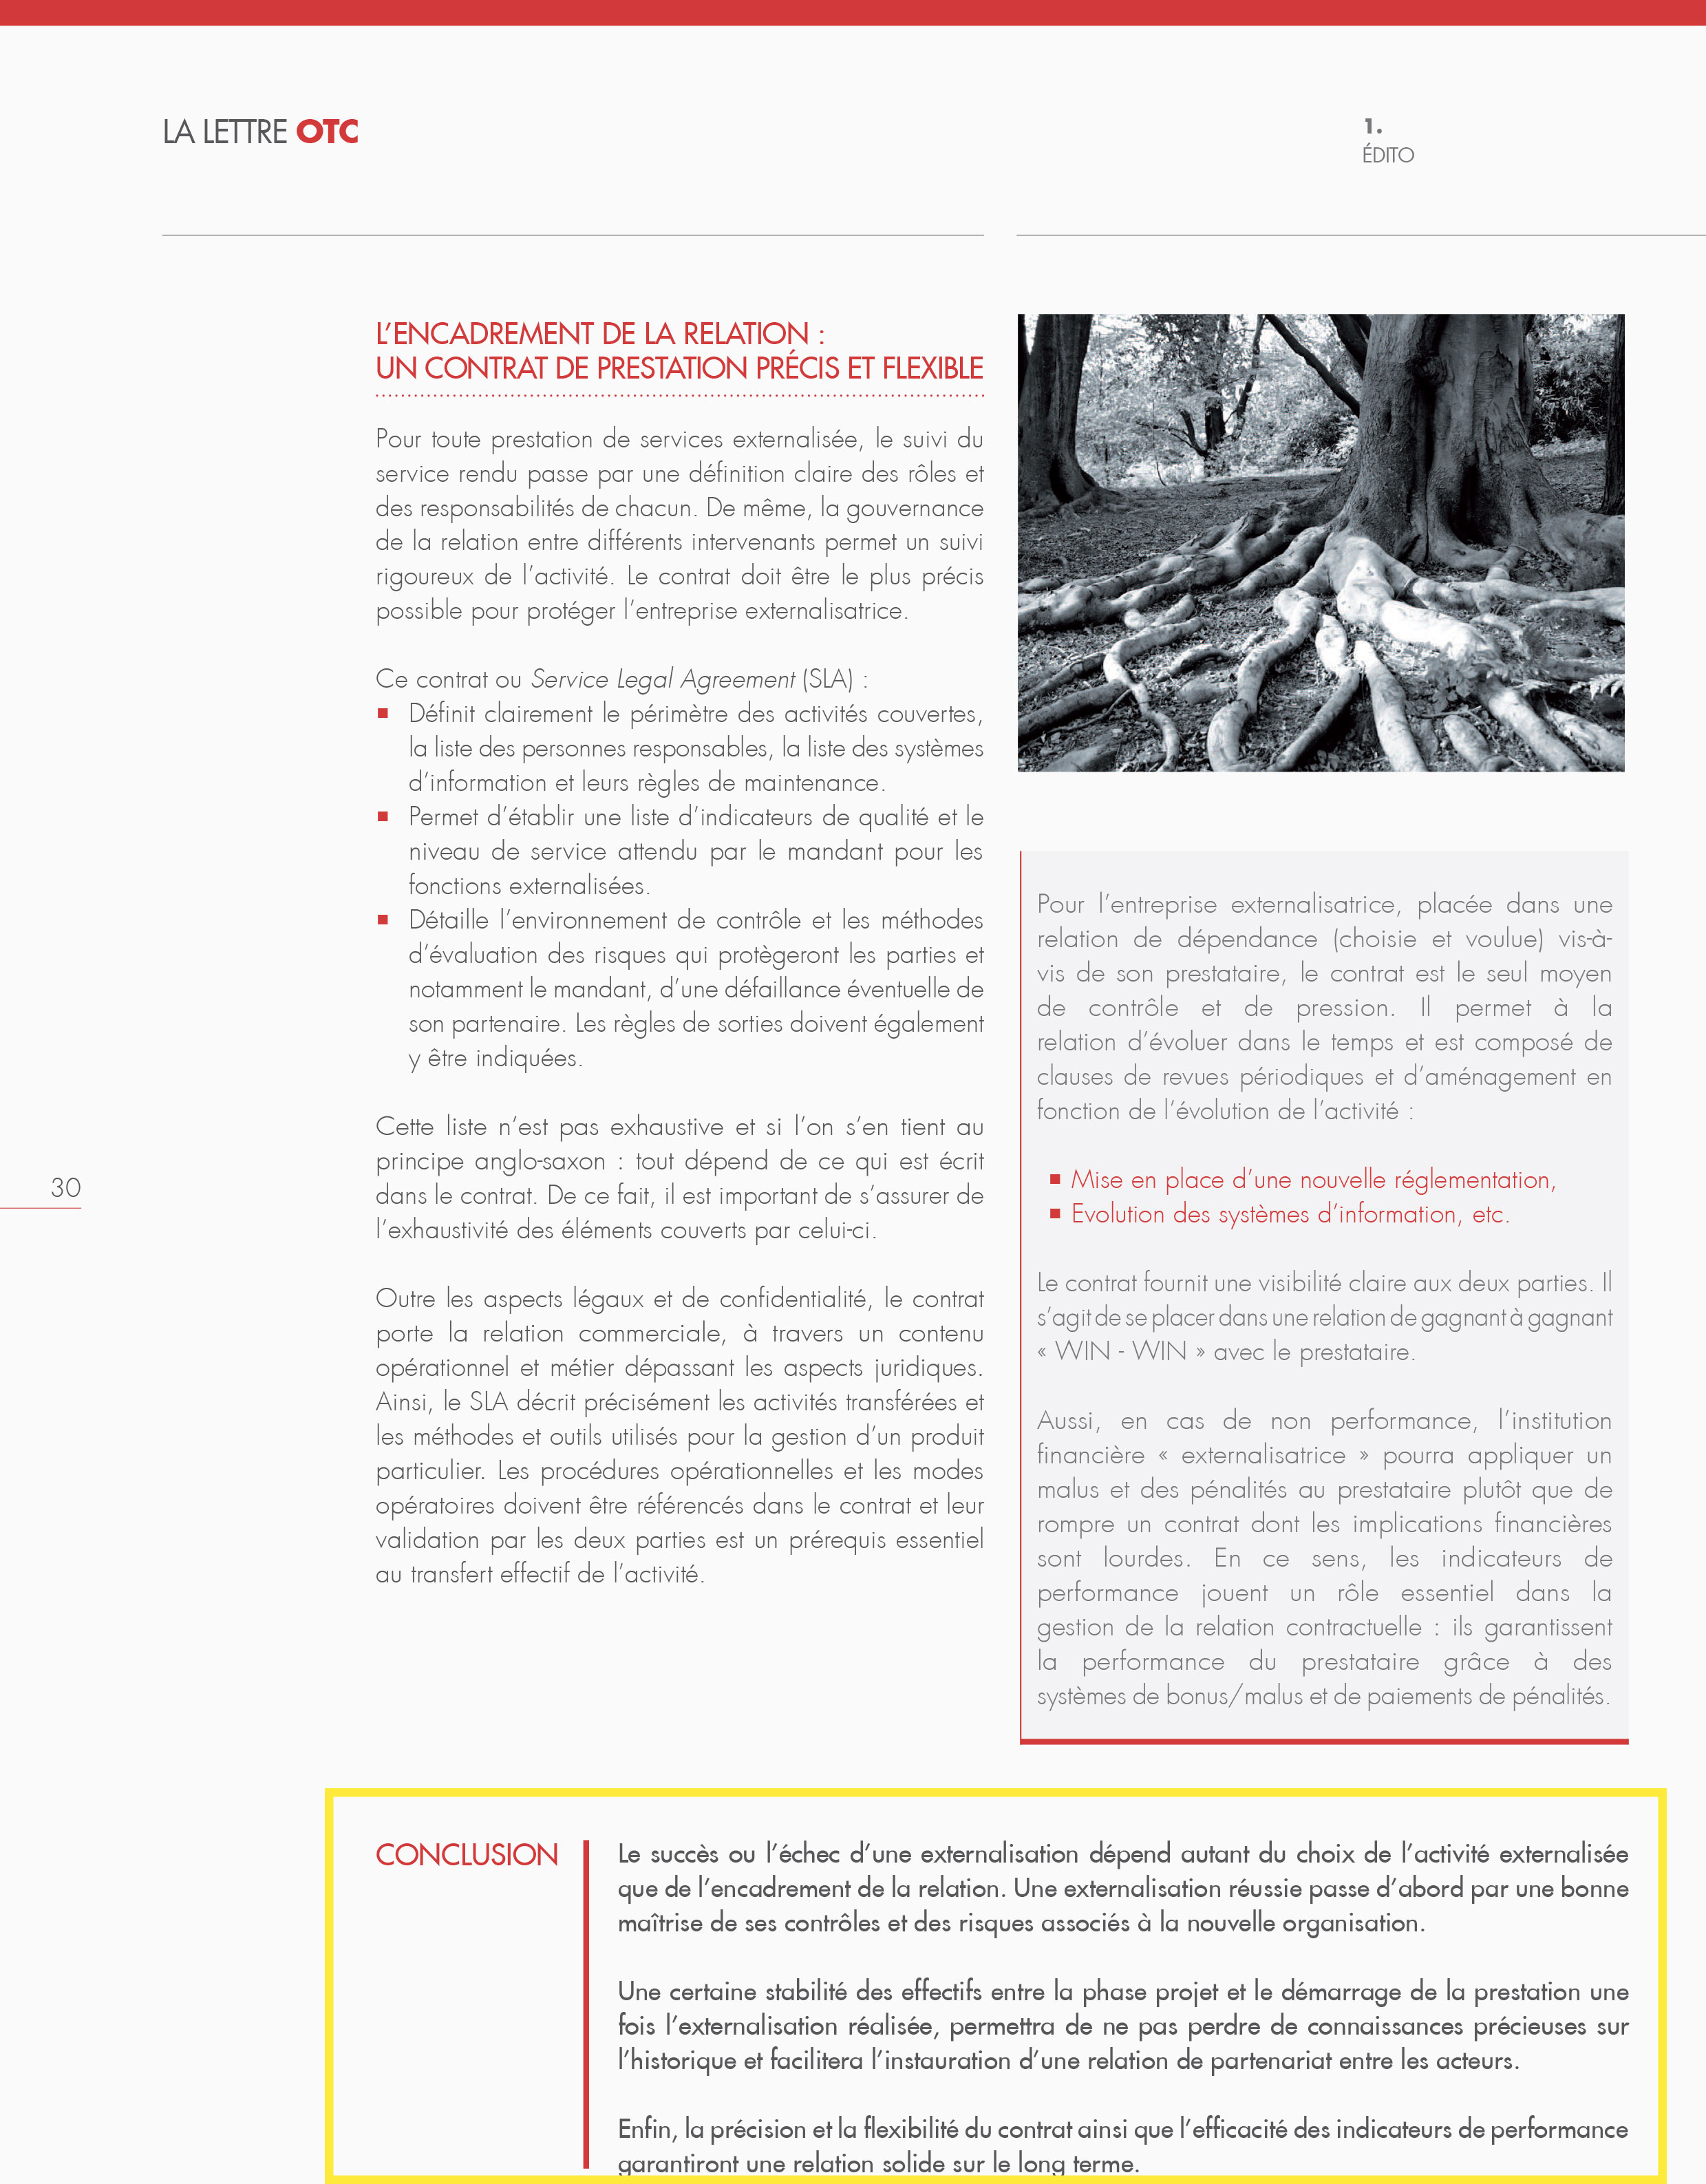 LA LETTRE OTC
1.
ÉDITO
L’ENCADREMENT DE LA RELATION :
UN CONTRAT DE PRESTATION PRÉCIS ET FLEXIBLE
Pour toute prestation de services externalisée, le suivi du
service rendu passe par une définition claire des rôles et
des responsabilités de chacun. De même, la gouvernance
de la relation entre différents intervenants permet un suivi
rigoureux de l’activité. Le contrat doit être le plus précis
possible pour protéger l’entreprise externalisatrice.
Ce contrat ou Service Legal Agreement (SLA) :
■ Définit clairement le périmètre des activités couvertes,
la liste des personnes responsables, la liste des systèmes
d’information et leurs règles de maintenance.
■ Permet d’établir une liste d’indicateurs de qualité et le
niveau de service attendu par le mandant pour les
fonctions externalisées.
■ Détaille l’environnement de contrôle et les méthodes
d’évaluation des risques qui protègeront les parties et
notamment le mandant, d’une défaillance éventuelle de
son partenaire. Les règles de sorties doivent également
y être indiquées.
Cette liste n’est pas exhaustive et si l’on s’en tient au
principe anglo-saxon : tout dépend de ce qui est écrit
dans le contrat. De ce fait, il est important de s’assurer de
l’exhaustivité des éléments couverts par celui-ci.
Outre les aspects légaux et de confidentialité, le contrat
porte la relation commerciale, à travers un contenu
opérationnel et métier dépassant les aspects juridiques.
Ainsi, le SLA décrit précisément les activités transférées et
les méthodes et outils utilisés pour la gestion d’un produit
particulier. Les procédures opérationnelles et les modes
opératoires doivent être référencés dans le contrat et leur
validation par les deux parties est un prérequis essentiel
au transfert effectif de l’activité.
30
Pour l’entreprise externalisatrice, placée dans une
relation de dépendance (choisie et voulue) vis-à-
vis de son prestataire, le contrat est le seul moyen
de contrôle et de pression. Il permet à la
relation d’évoluer dans le temps et est composé de
clauses de revues périodiques et d’aménagement en
fonction de l’évolution de l’activité :
■ Mise en place d’une nouvelle réglementation,
■ Evolution des systèmes d’information, etc.
Le contrat fournit une visibilité claire aux deux parties. Il
s’agit de se placer dans une relation de gagnant à gagnant
« WIN - WIN » avec le prestataire.
Aussi, en cas de non performance, l’institution
financière « externalisatrice » pourra appliquer un
malus et des pénalités au prestataire plutôt que de
rompre un contrat dont les implications financières
sont lourdes. En ce sens, les indicateurs de
performance jouent un rôle essentiel dans la
gestion de la relation contractuelle : ils garantissent
la performance du prestataire grâce à des
systèmes de bonus/malus et de paiements de pénalités.
CONCLUSION
Le succès ou l’échec d’une externalisation dépend autant du choix de l’activité externalisée
que de l’encadrement de la relation. Une externalisation réussie passe d’abord par une bonne
maîtrise de ses contrôles et des risques associés à la nouvelle organisation.
Une certaine stabilité des effectifs entre la phase projet et le démarrage de la prestation une
fois l’externalisation réalisée, permettra de ne pas perdre de connaissances précieuses sur
l’historique et facilitera l’instauration d’une relation de partenariat entre les acteurs.
Enfin, la précision et la flexibilité du contrat ainsi que l’efficacité des indicateurs de performance
garantiront une relation solide sur le long terme.